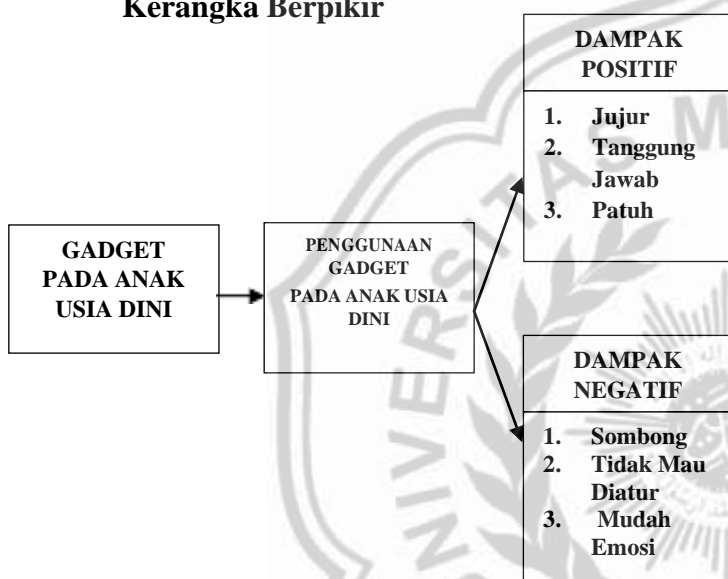 Kerangka Berpikir
DAMPAK
POSITIF
1. Jujur
2. Tanggung
Jawab
3. Patuh
GADGET
PADA ANAK
USIA DINI
PENGGUNAAN
GADGET
PADA ANAK USIA
DINI
DAMPAK
NEGATIF
1. Sombong
2. Tidak Mau
Diatur
3. Mudah
Emosi